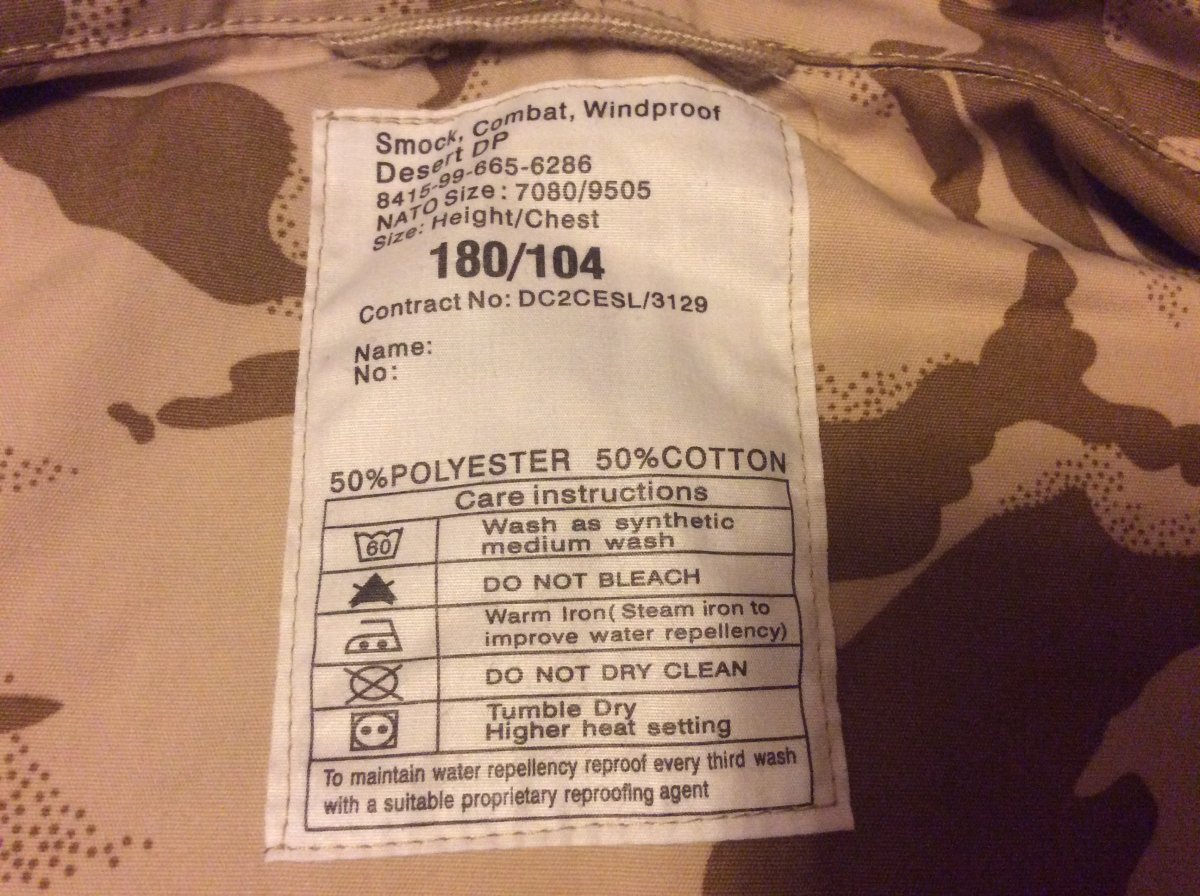 Smock, Combat, Windproof
Desert DP
8415-99-665-6286
NATO Size: 7080/9505
Size: Height/Chest
180/104
Contract No: DC2CESL/3129
Name:
No:
50%POLYESTER 50%COTTON
Care instructions
60
Wash as synthetic
medium wash
DO NOT BLEACH
Warm Iron( Steam iron to
improve water repellency)
DO NOT DRY CLEAN
Tumble Dry
Higher heat setting
To maintain water repellency reproof every third wash
with a suitable proprietary reproofing agent